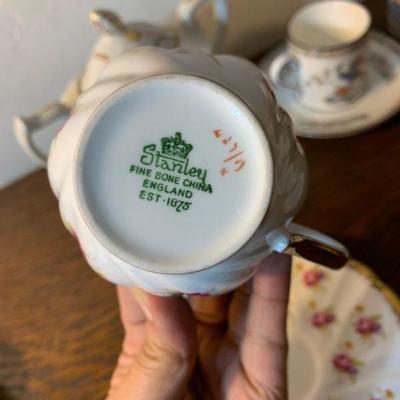 Stanley
FINE BONE CHINA
ENGLAND
EST·1875